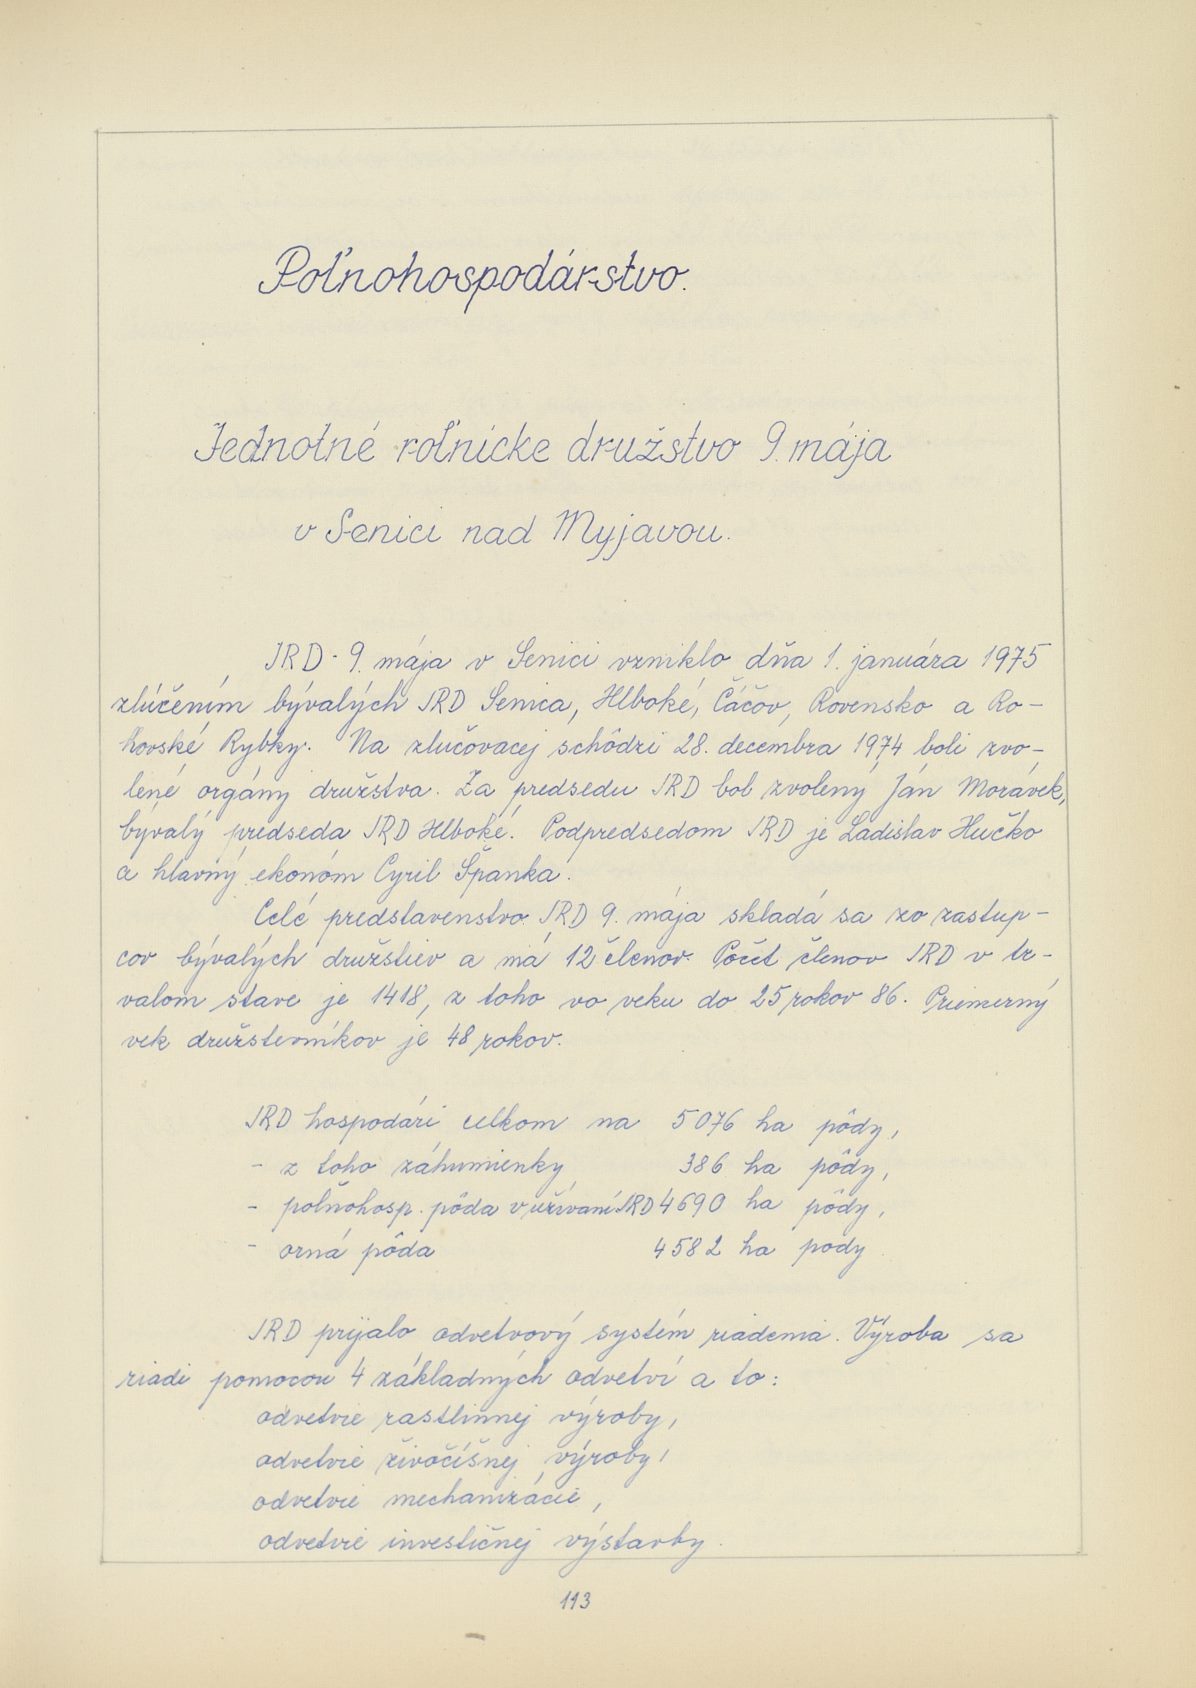 Poľnohospodárstvo.
Jednotné roľnícke družstvo 9. mája
v Senici nad Myjavou.
JRD - 9. mája v Senici vzniklo dňa 1. januára 1975
zlúčením bývalých JRD Senica, Hlboké, Čáčov, Rovensko a Ro-
hovské Rybky. Na zlučovacej schôdzi 28. decembra 1974 boli zvo-
lené orgány družstva. Za predsedu JRD bol zvolený Ján Morávek,
bývalý predseda JRD Hlboké. Podpredsedom JRD je Ladislav Hučko
a hlavný ekonóm Cyril Španka.
Celé predstavenstvo JRD 9. mája skladá sa zo zastup-
cov bývalých družstiev a má 12 členov. Počet členov JRD v tr-
valom stave je 1418, z toho vo veku do 25 rokov 86. Priemerný
vek družstevníkov je 48 rokov.
JRD hospodári celkom na 5076 ha pôdy,
- z toho záhumienky 386 ha pôdy,
- poľnohosp. pôda v užívaní JRD 4690 ha pôdy,
- orná pôda 4582 ha pody
JRD prijalo odvetvový systém riadenia. Výroba sa
riadi pomocou 4 základných odvetví a to:
odvetvie rastlinnej výroby,
odvetvie živočíšnej výroby,
odvetvie mechanizácie,
odvetvie investičnej výstavby.
113